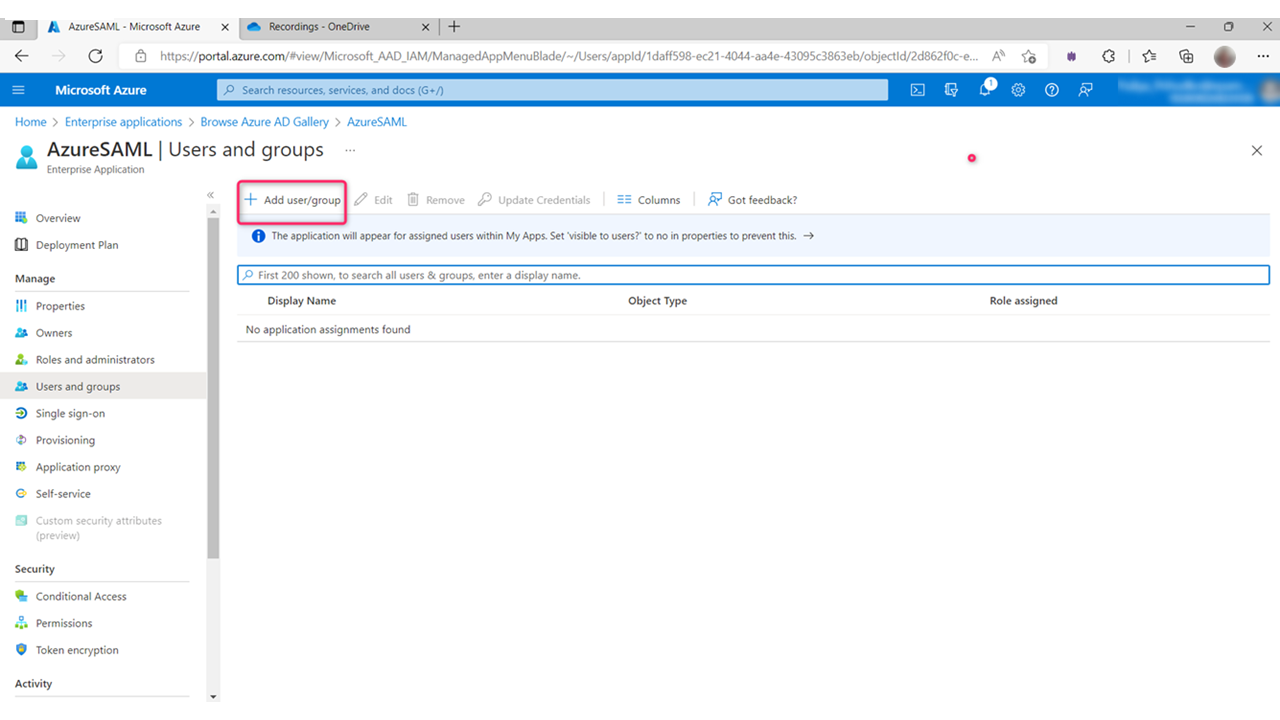 AzureSAML - Microsoft Azure
Recordings - OneDrive
https://portal.azure.com/#view/Microsoft_AAD_IAM/ManagedAppMenuBlade/~/Users/appId/1daff598-ec21-4044-aa4e-43095c3863eb/objectId/2d862f0c-e...
Microsoft Azure
Search resources, services, and docs (G+/)
1
Home > Enterprise applications > Browse Azure AD Gallery > AzureSAML
AzureSAML | Users and groups ...
Enterprise Application
Add user/group
Edit
Remove
Update Credentials
Columns
Got feedback?
The application will appear for assigned users within My Apps. Set 'visible to users?' to no in properties to prevent this. →
First 200 shown, to search all users & groups, enter a display name.
Display Name
Object Type
Role assigned
No application assignments found
Overview
Deployment Plan
Manage
Properties
Owners
Roles and administrators
Users and groups
Single sign-on
Provisioning
Application proxy
Self-service
Custom security attributes
(preview)
Security
Conditional Access
Permissions
Token encryption
Activity